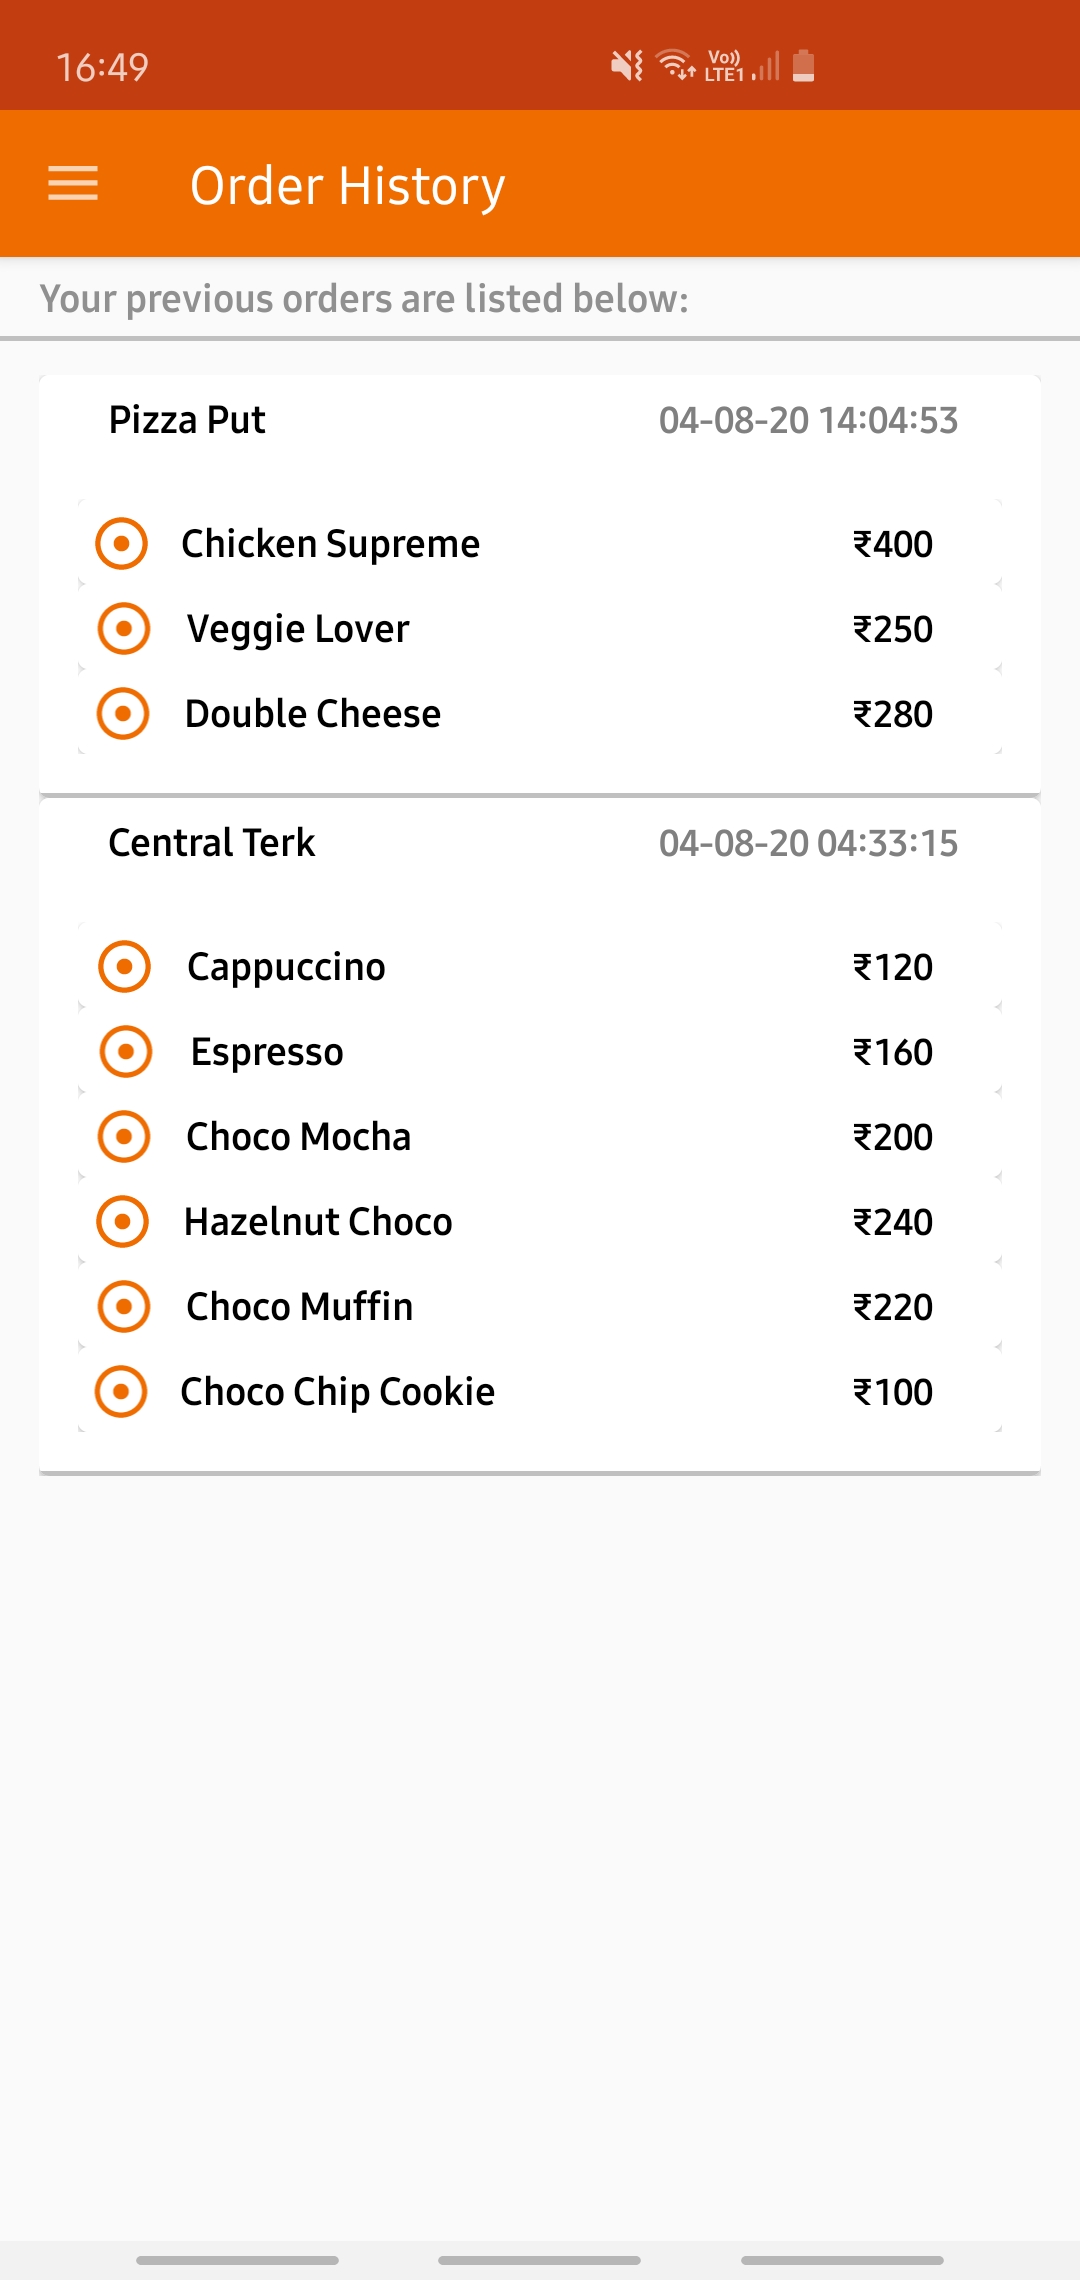 16:49 Vo)) LTE1
Order History
Your previous orders are listed below:
Pizza Put 04-08-20 14:04:53
Chicken Supreme ₹400
Veggie Lover ₹250
Double Cheese ₹280
Central Terk 04-08-20 04:33:15
Cappuccino ₹120
Espresso ₹160
Choco Mocha ₹200
Hazelnut Choco ₹240
Choco Muffin ₹220
Choco Chip Cookie ₹100